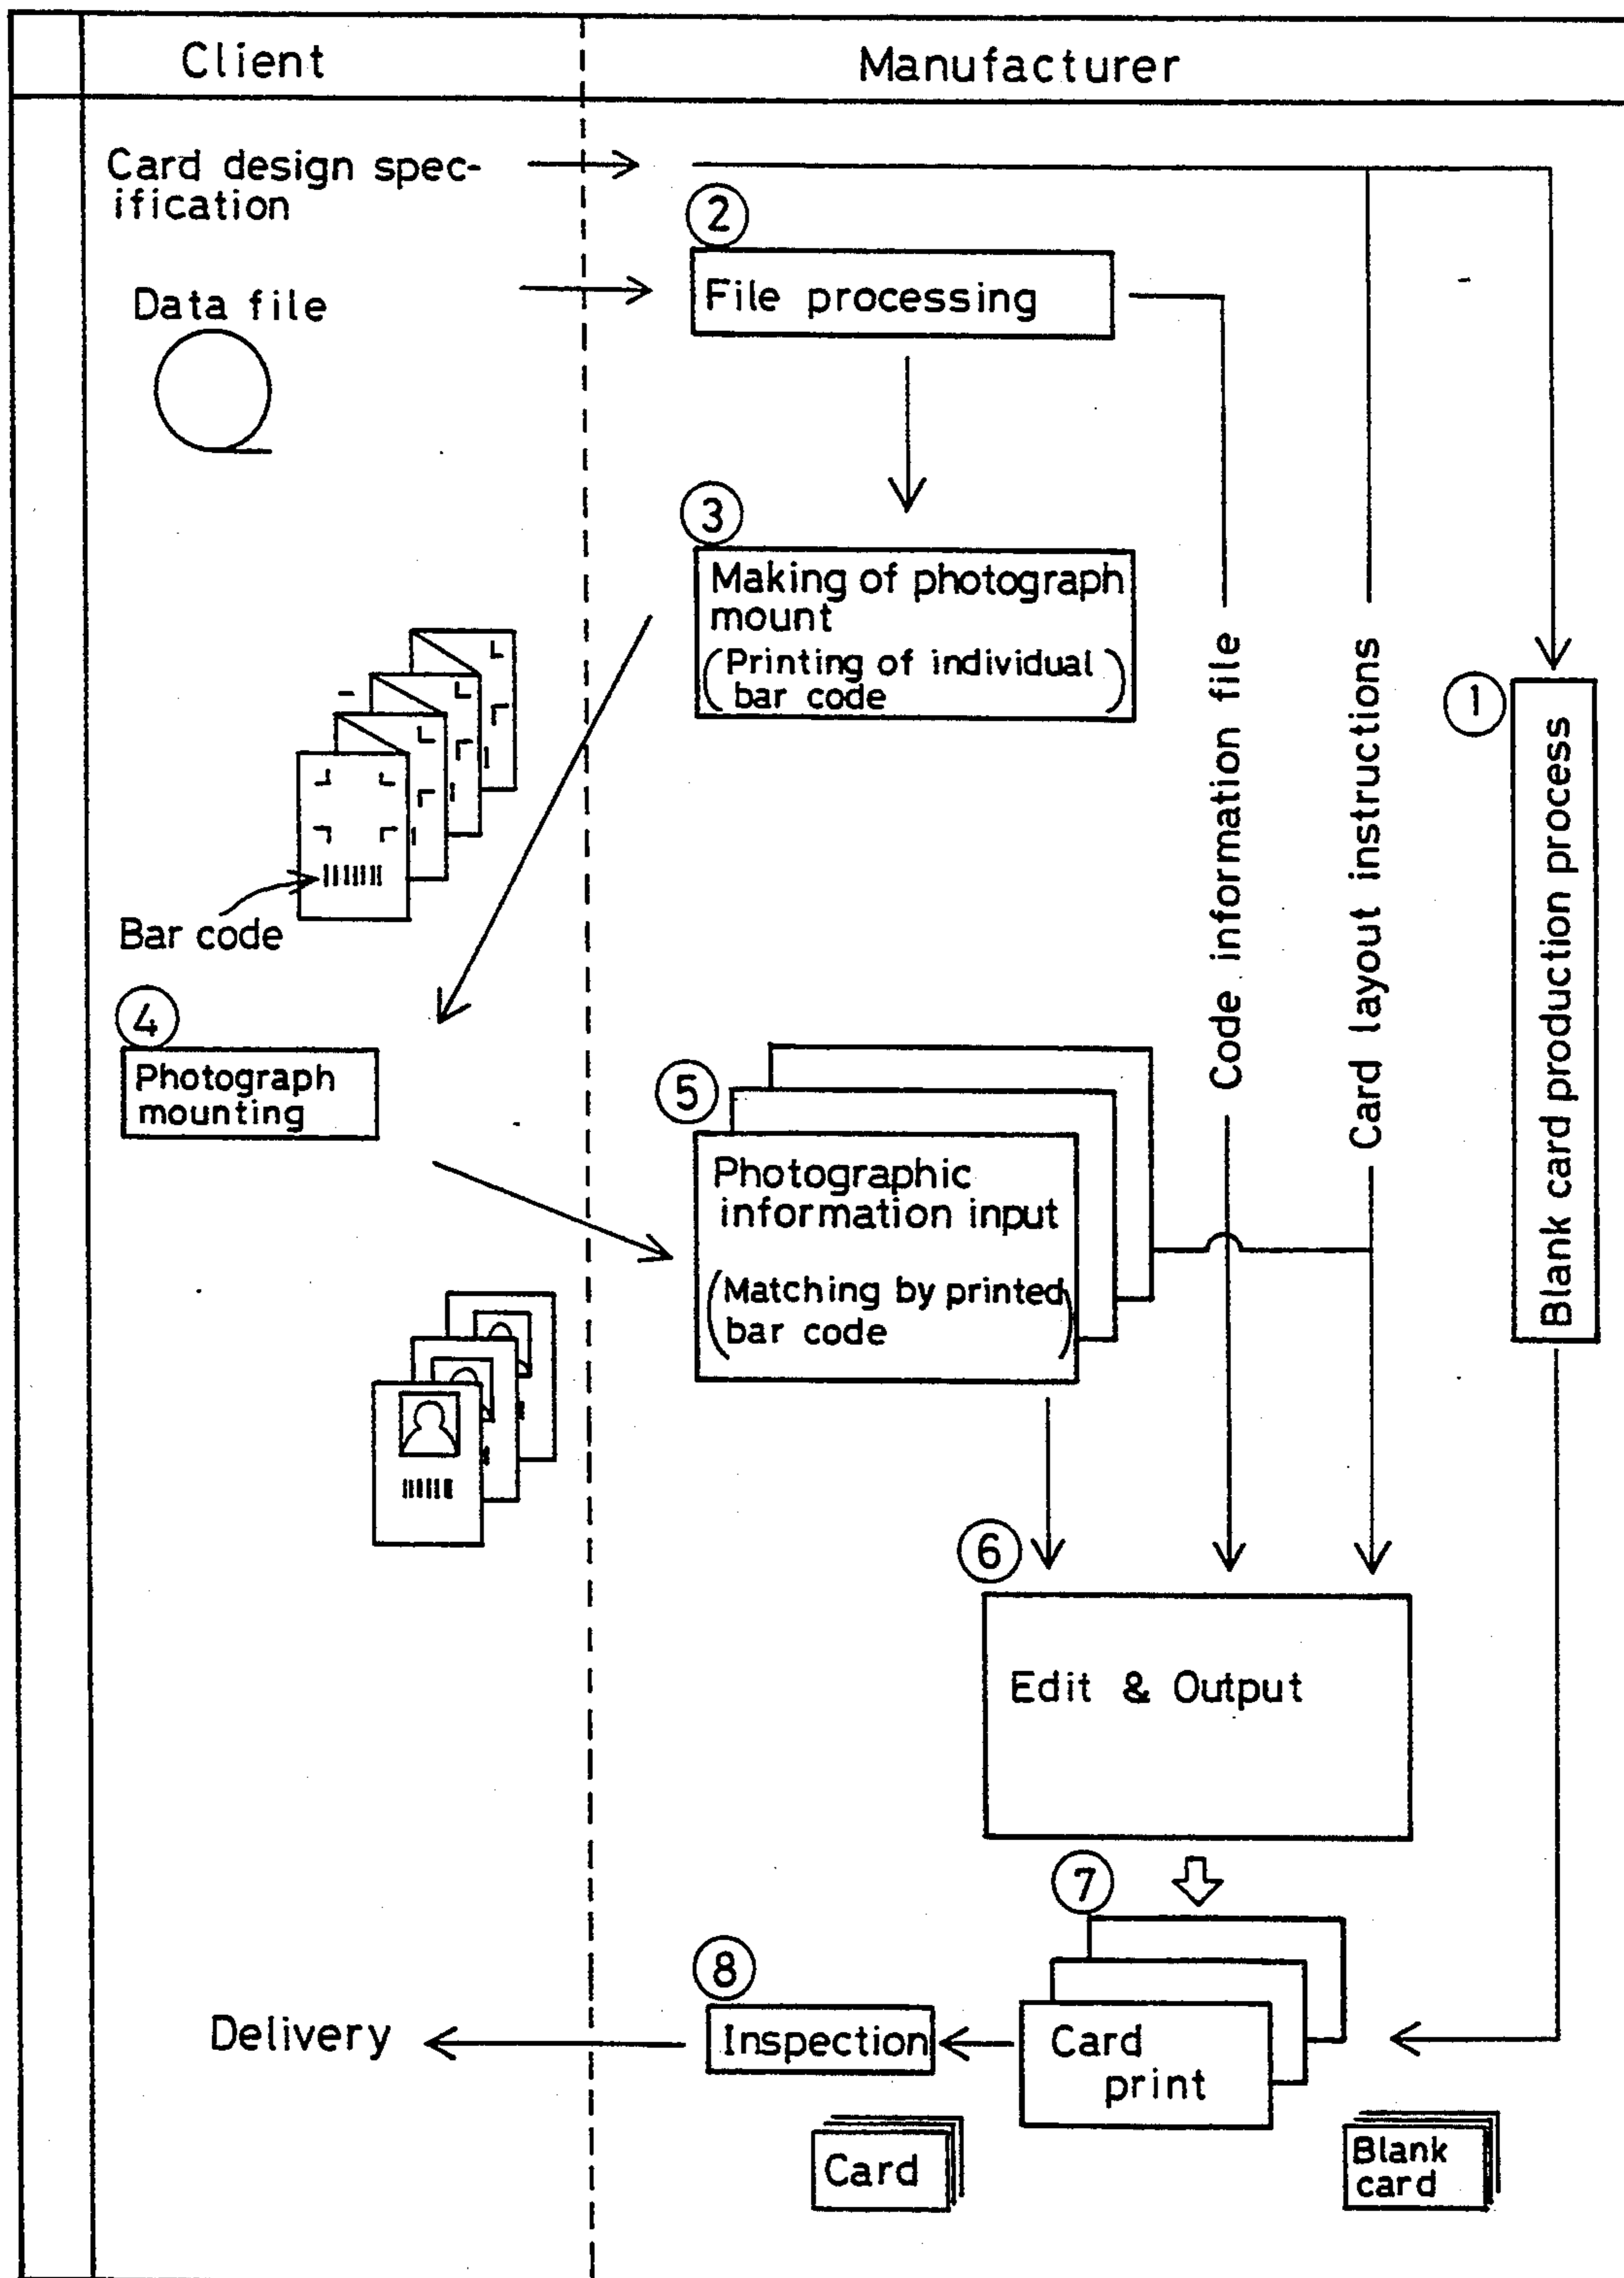 Client
Manufacturer
Card design spec-
ification
2
Data file
File processing
3
Making of photograph
mount
(Printing of individual
bar code)
Bar code
Code information file
Card layout instructions
1
Blank card production process
4
Photograph
mounting
5
Photographic
information input
(Matching by printed
bar code)
6
Edit & Output
7
8
Delivery
Inspection
Card
print
Card
Blank
card